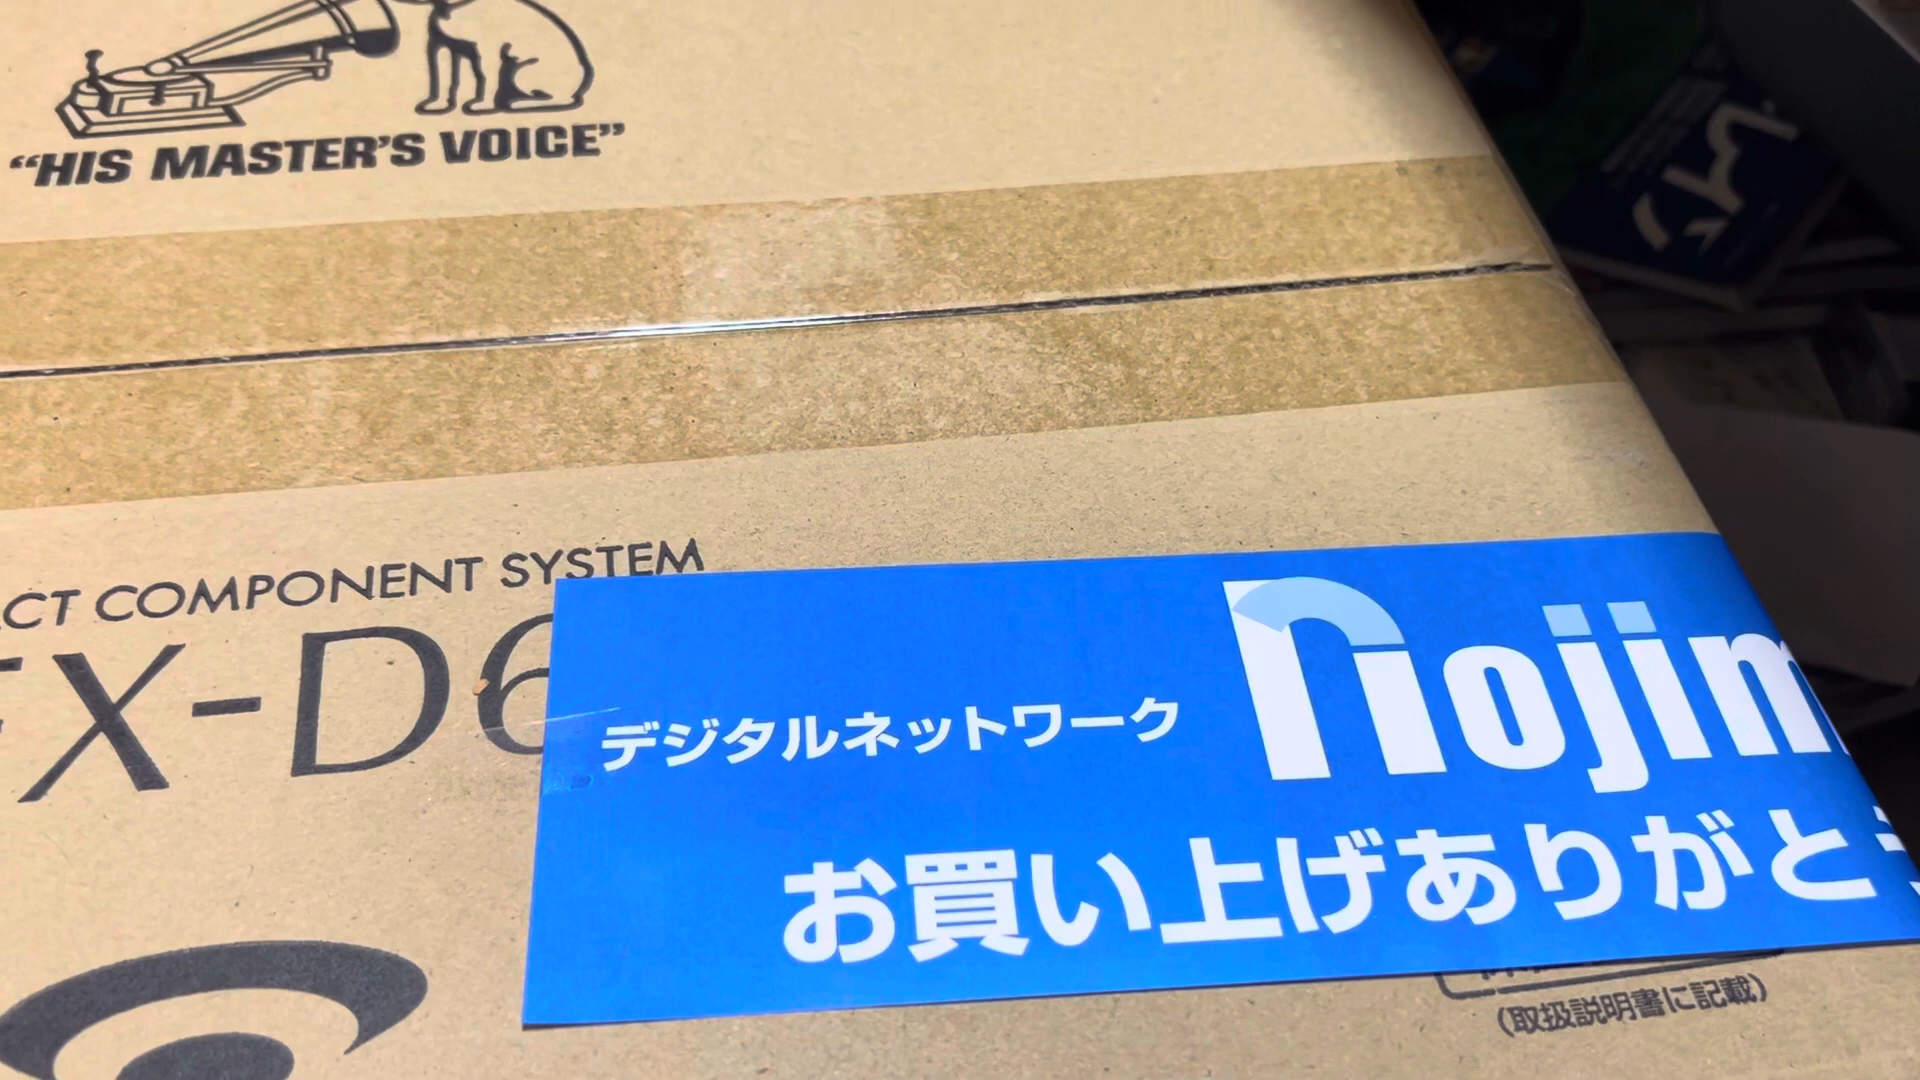 “HIS MASTER’S VOICE”
CT COMPONENT SYSTEM
X-D6
デジタルネットワーク nojim
お買い上げありがとう
(取扱説明書に記載)